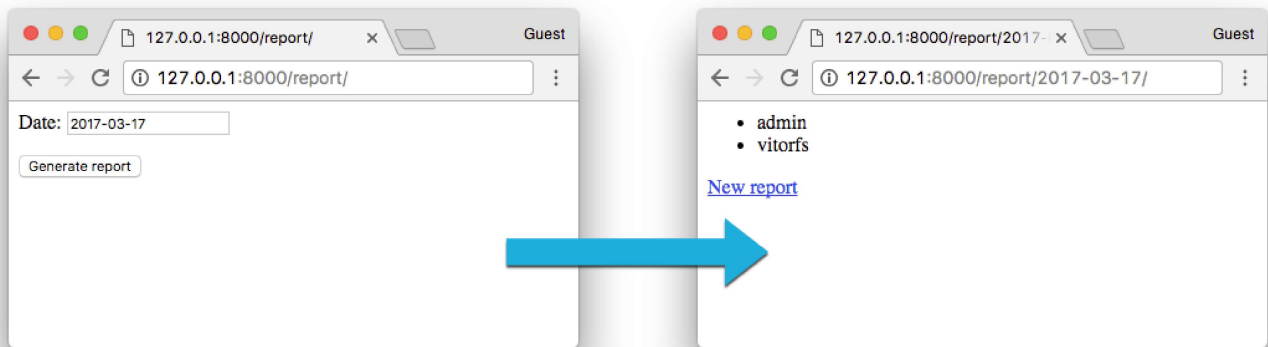 127.0.0.1:8000/report/
Guest
127.0.0.1:8000/report/
Date: 2017-03-17
Generate report
127.0.0.1:8000/report/2017-
Guest
127.0.0.1:8000/report/2017-03-17/
admin
vitorfs
New report